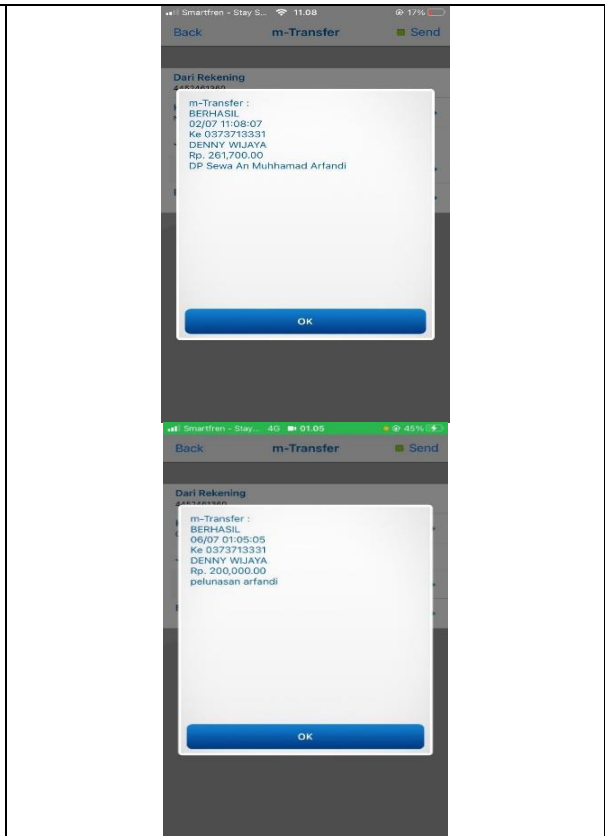 Smartfren - Stay S... 11.08 17%
Back m-Transfer Send
Dari Rekening
m-Transfer :
BERHASIL
02/07 11:08:07
Ke 0373713331
DENNY WIJAYA
Rp. 261,700.00
DP Sewa An Muhhamad Arfandi
OK
Smartfren - Stay... 4G 01.05 45%
Back m-Transfer Send
Dari Rekening
m-Transfer :
BERHASIL
06/07 01:05:05
Ke 0373713331
DENNY WIJAYA
Rp. 200,000.00
pelunasan arfandi
OK